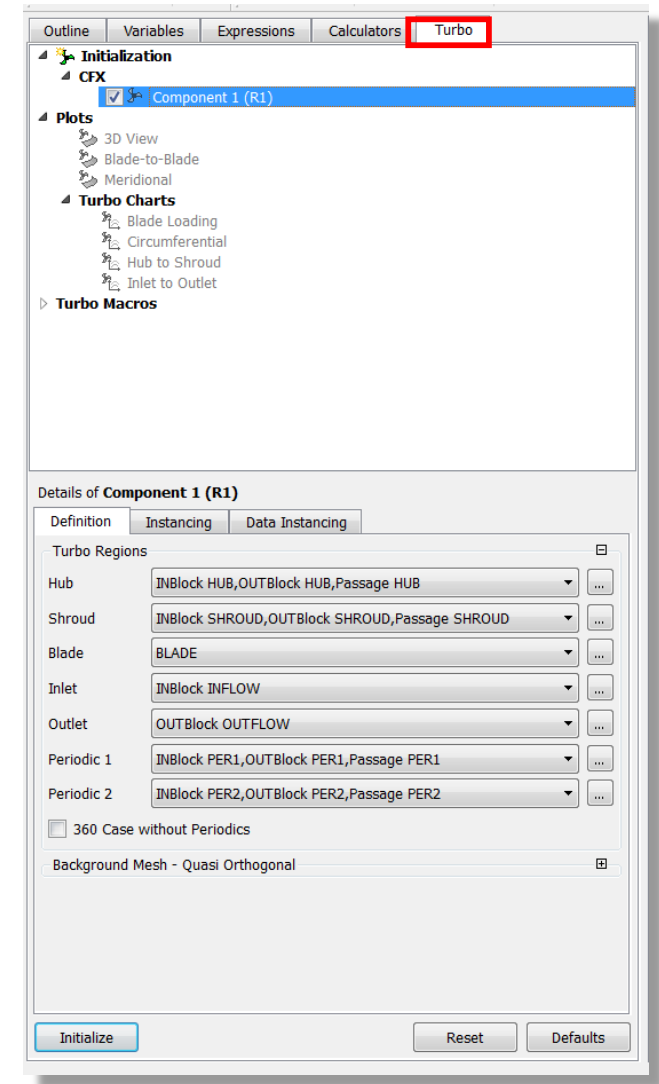 Outline Variables Expressions Calculators Turbo
Initialization
CFX
Component 1 (R1)
Plots
3D View
Blade-to-Blade
Meridional
Turbo Charts
Blade Loading
Circumferential
Hub to Shroud
Inlet to Outlet
Turbo Macros
Details of Component 1 (R1)
Definition Instancing Data Instancing
Turbo Regions
Hub INBlock HUB,OUTBlock HUB,Passage HUB ...
Shroud INBlock SHROUD,OUTBlock SHROUD,Passage SHROUD ...
Blade BLADE ...
Inlet INBlock INFLOW ...
Outlet OUTBlock OUTFLOW ...
Periodic 1 INBlock PER1,OUTBlock PER1,Passage PER1 ...
Periodic 2 INBlock PER2,OUTBlock PER2,Passage PER2 ...
360 Case without Periodics
Background Mesh - Quasi Orthogonal
Initialize Reset Defaults